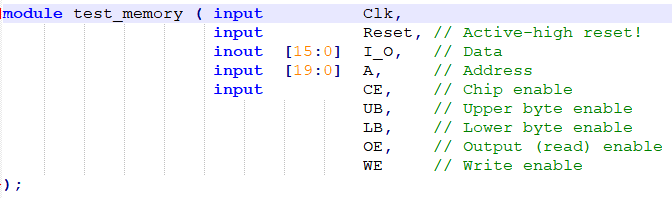 module test_memory ( input Clk,
input Reset, // Active-high reset!
inout [15:0] I_O, // Data
input [19:0] A, // Address
input CE, // Chip enable
UB, // Upper byte enable
LB, // Lower byte enable
OE, // Output (read) enable
WE // Write enable
);